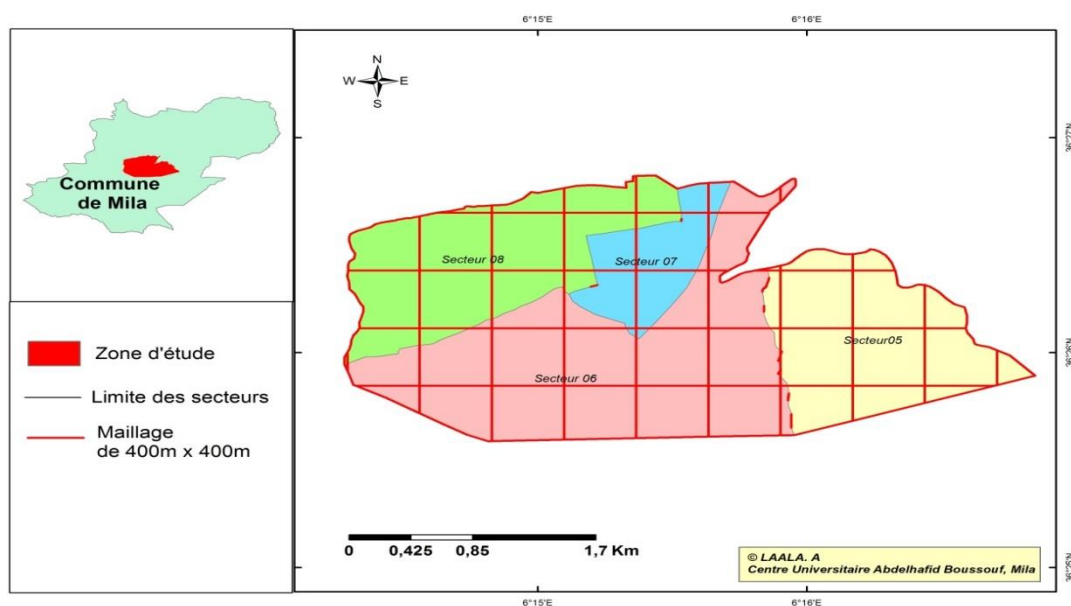 6°15'E
6°16'E
N
W E
S
Commune
de Mila
Secteur 08
Secteur 07
Secteur05
Secteur 06
Zone d'étude
Limite des secteurs
Maillage
de 400m x 400m
0 0,425 0,85 1,7 Km
© LAALA. A
Centre Universitaire Abdelhafid Boussouf, Mila
6°15'E
6°16'E